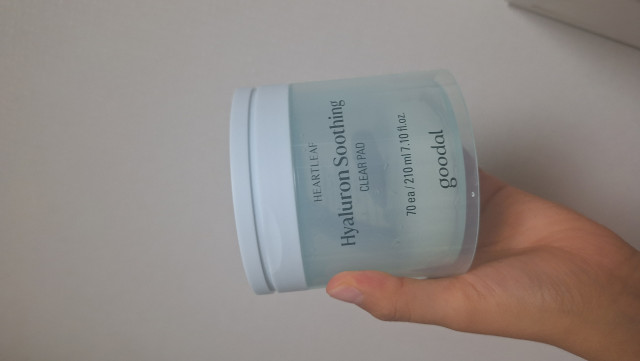 HEARTLEAF
Hyaluron Soothing
CLEAR PAD
70 ea / 210 ml 7.10 fl.oz.
goodal